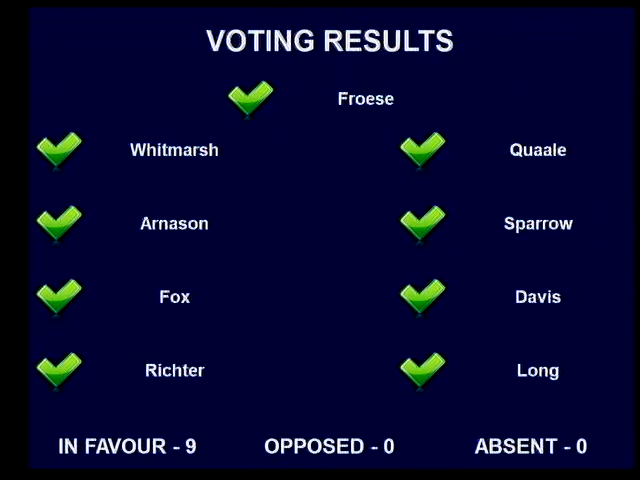 VOTING RESULTS
Froese
Whitmarsh
Quaale
Arnason
Sparrow
Fox
Davis
Richter
Long
IN FAVOUR - 9 OPPOSED - 0 ABSENT - 0